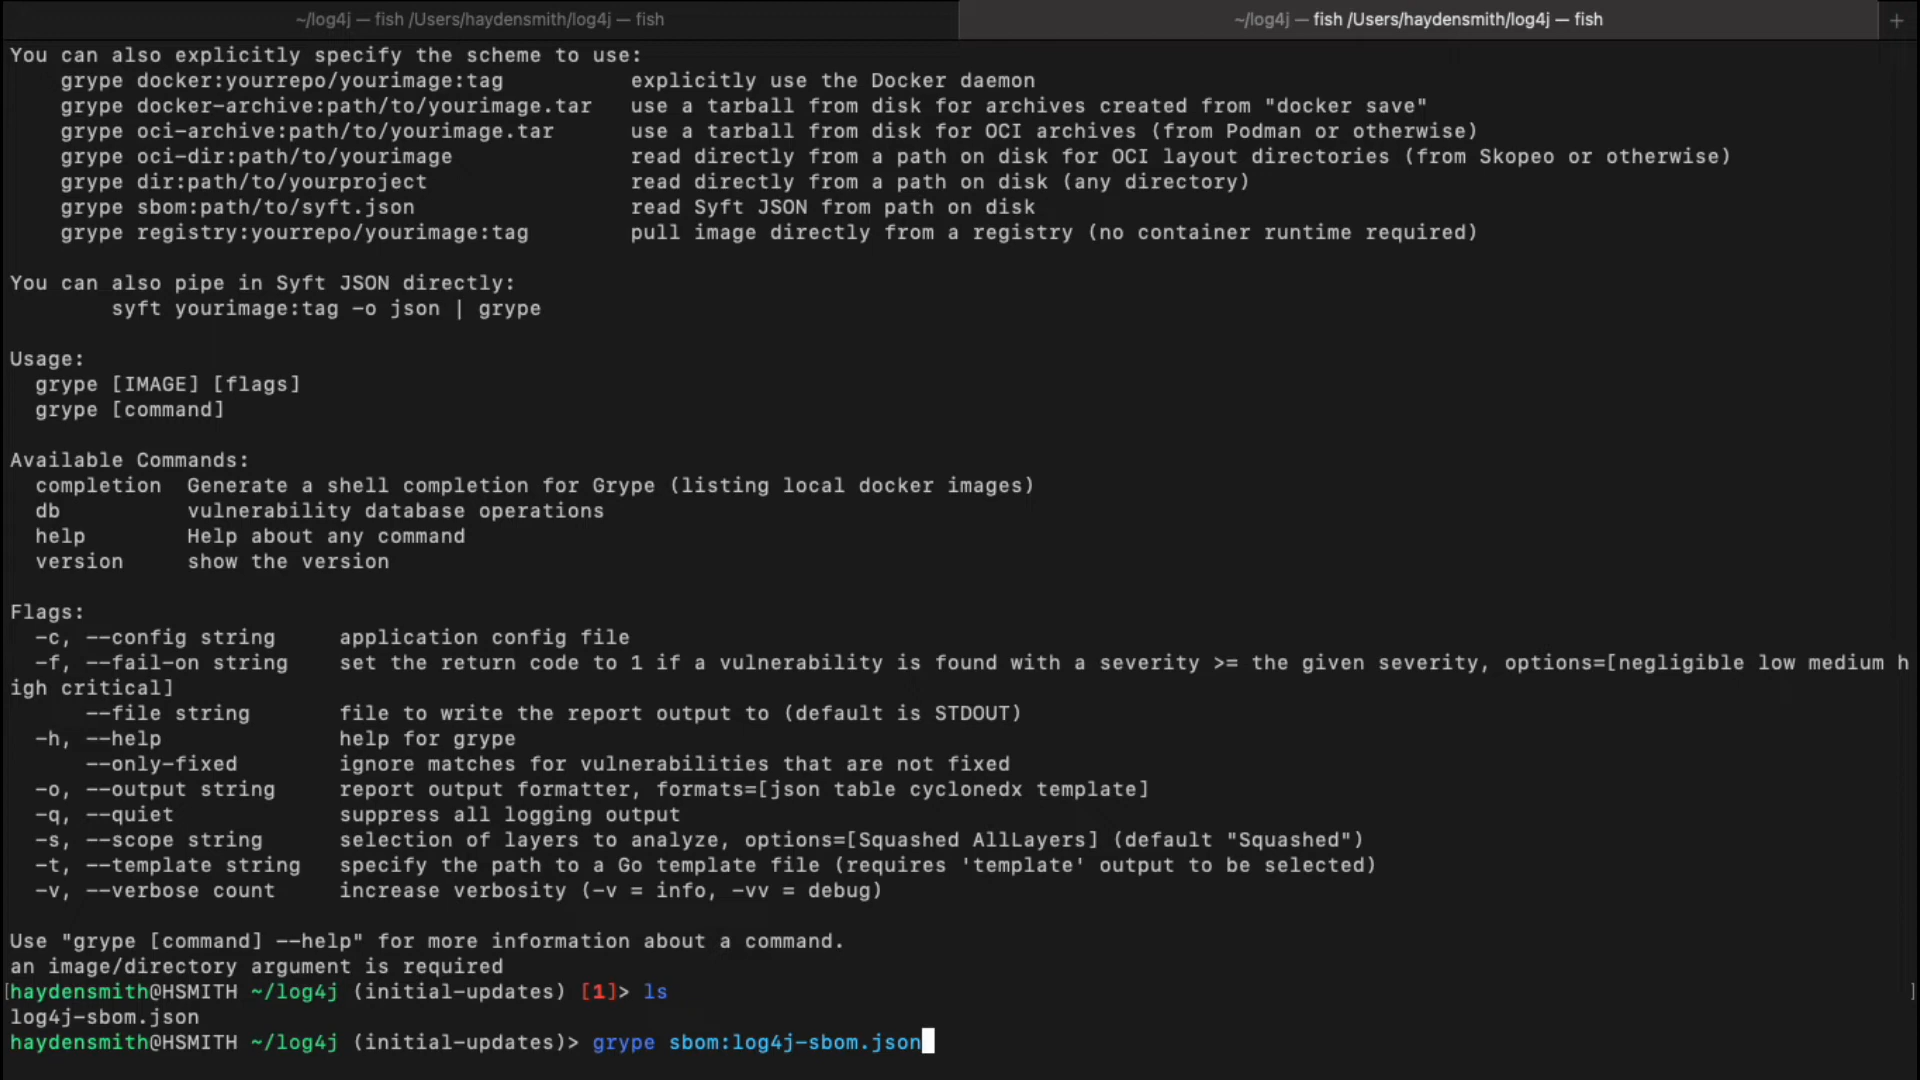 ~/log4j — fish /Users/haydensmith/log4j — fish
~/log4j — fish /Users/haydensmith/log4j — fish
+
You can also explicitly specify the scheme to use:
grype docker:yourrepo/yourimage:tag explicitly use the Docker daemon
grype docker-archive:path/to/yourimage.tar use a tarball from disk for archives created from "docker save"
grype oci-archive:path/to/yourimage.tar use a tarball from disk for OCI archives (from Podman or otherwise)
grype oci-dir:path/to/yourimage read directly from a path on disk for OCI layout directories (from Skopeo or otherwise)
grype dir:path/to/yourproject read directly from a path on disk (any directory)
grype sbom:path/to/syft.json read Syft JSON from path on disk
grype registry:yourrepo/yourimage:tag pull image directly from a registry (no container runtime required)
You can also pipe in Syft JSON directly:
syft yourimage:tag -o json | grype
Usage:
grype [IMAGE] [flags]
grype [command]
Available Commands:
completion Generate a shell completion for Grype (listing local docker images)
db vulnerability database operations
help Help about any command
version show the version
Flags:
-c, --config string application config file
-f, --fail-on string set the return code to 1 if a vulnerability is found with a severity >= the given severity, options=[negligible low medium h
igh critical]
--file string file to write the report output to (default is STDOUT)
-h, --help help for grype
--only-fixed ignore matches for vulnerabilities that are not fixed
-o, --output string report output formatter, formats=[json table cyclonedx template]
-q, --quiet suppress all logging output
-s, --scope string selection of layers to analyze, options=[Squashed AllLayers] (default "Squashed")
-t, --template string specify the path to a Go template file (requires 'template' output to be selected)
-v, --verbose count increase verbosity (-v = info, -vv = debug)
Use "grype [command] --help" for more information about a command.
an image/directory argument is required
[haydensmith@HSMITH ~/log4j (initial-updates) [1]> ls ]
log4j-sbom.json
haydensmith@HSMITH ~/log4j (initial-updates)> grype sbom:log4j-sbom.json